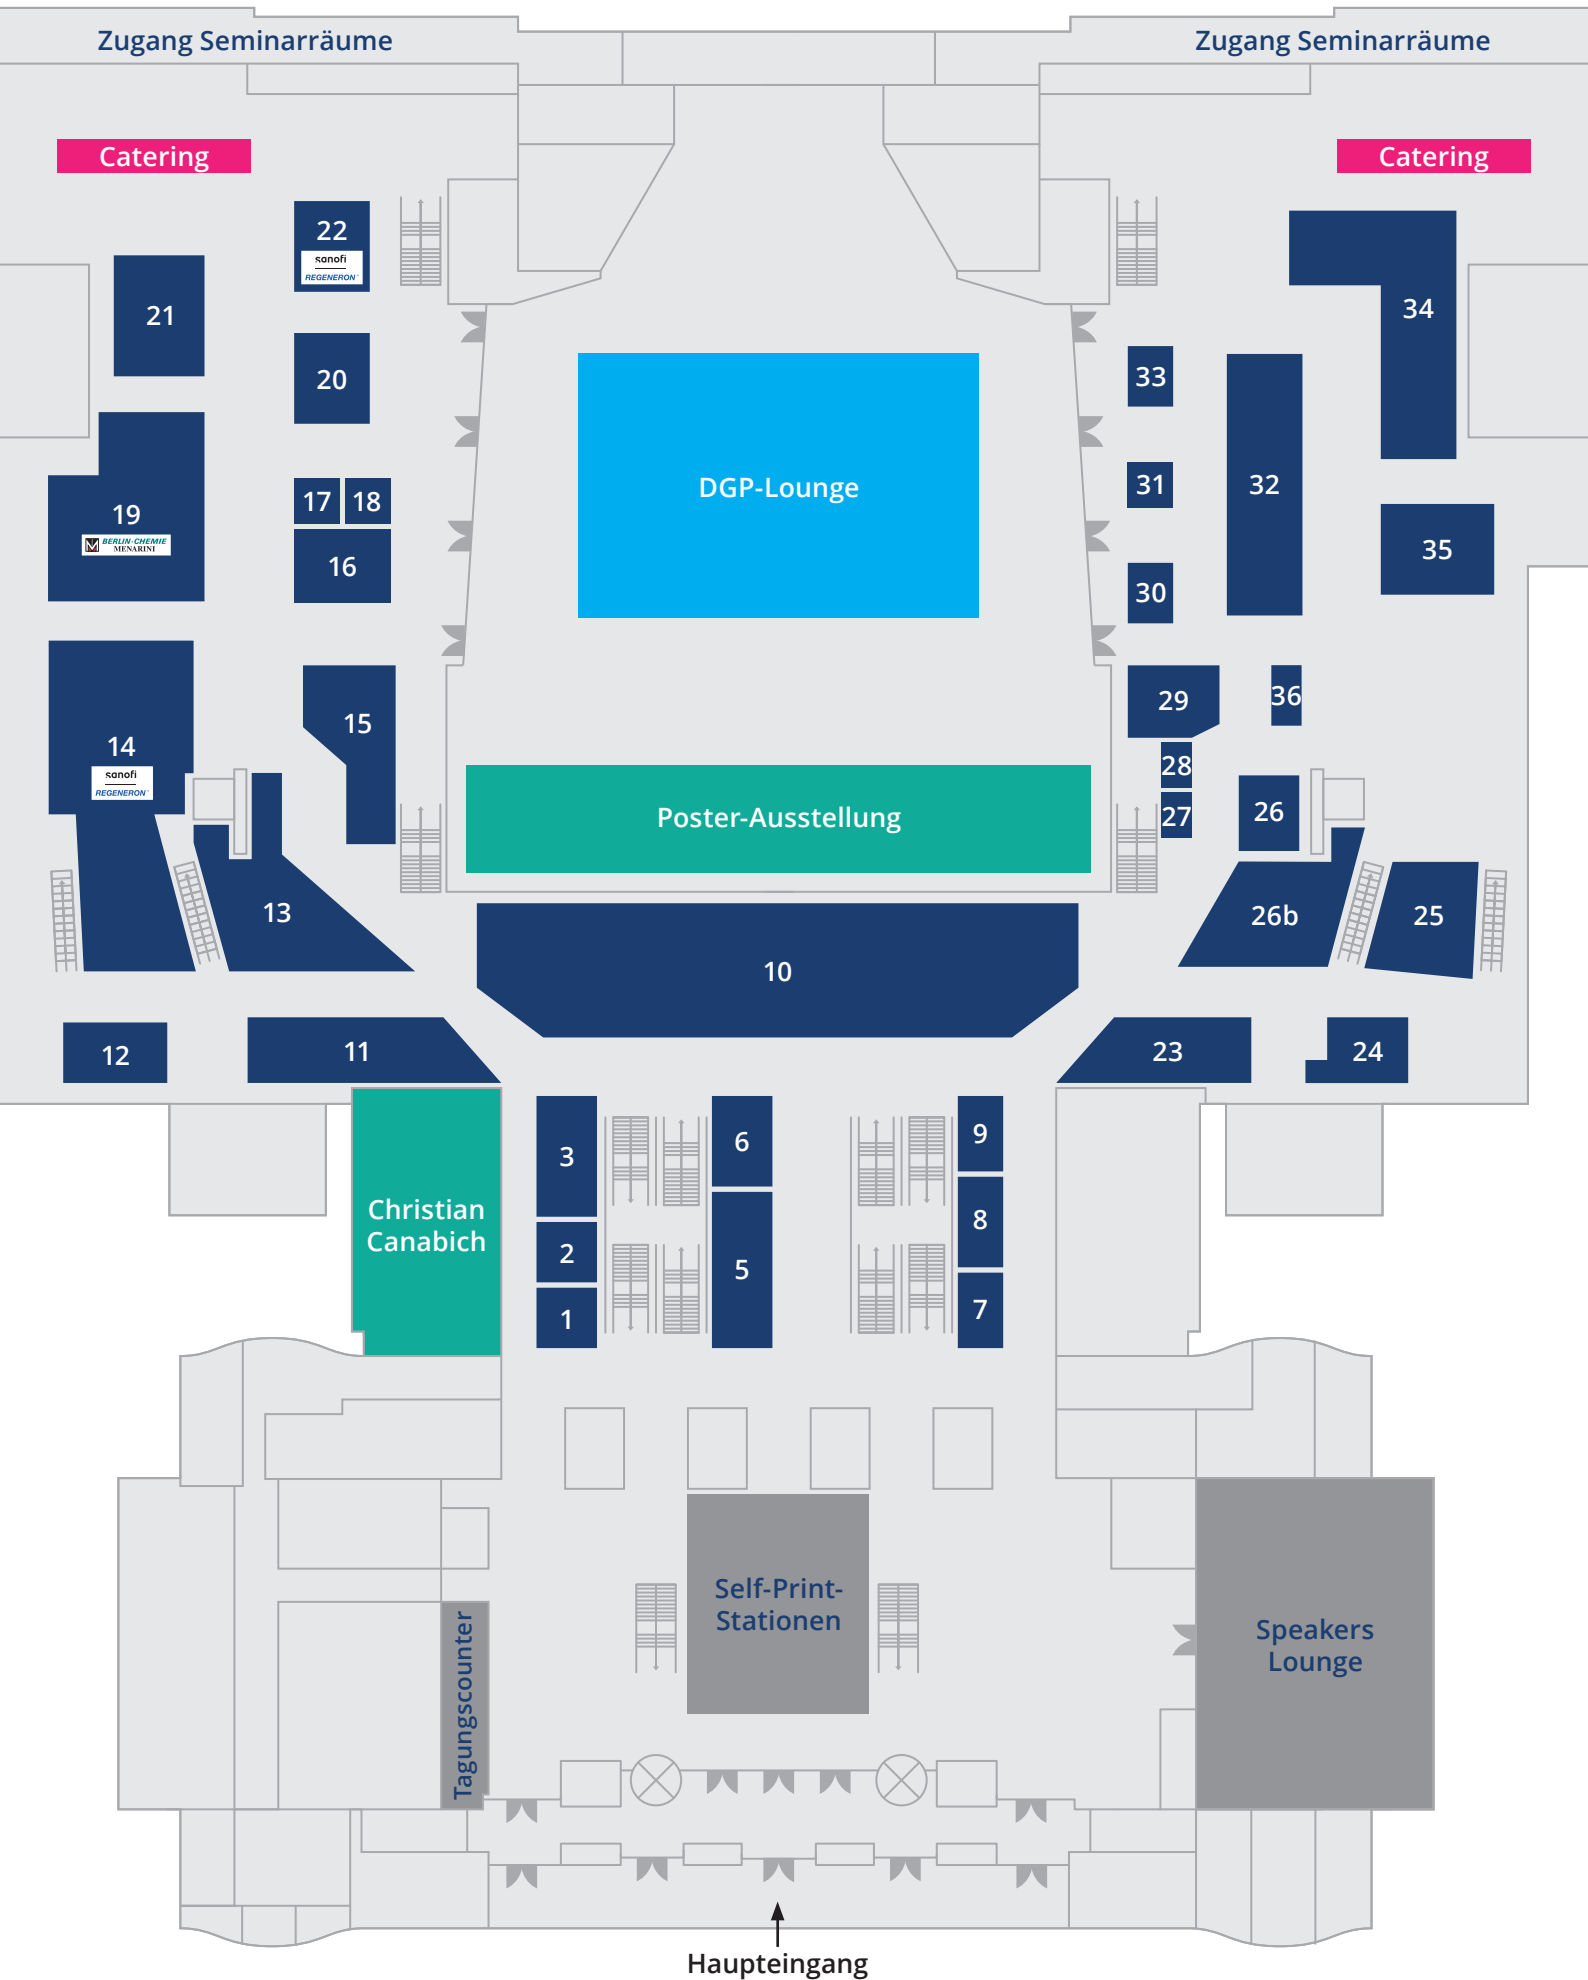 Zugang Seminarräume
Zugang Seminarräume
Catering
Catering
22
sanofi
REGENERON
21
20
34
33
DGP-Lounge
32
31
17
18
19
BERLIN-CHEMIE
MENARINI
16
35
30
15
29
36
14
sanofi
REGENERON
28
27
26
Poster-Ausstellung
13
26b
25
10
12
11
23
24
3
6
9
Christian
Canabich
2
5
8
1
7
Self-Print-
Stationen
Tagungscounter
Speakers
Lounge
Haupteingang